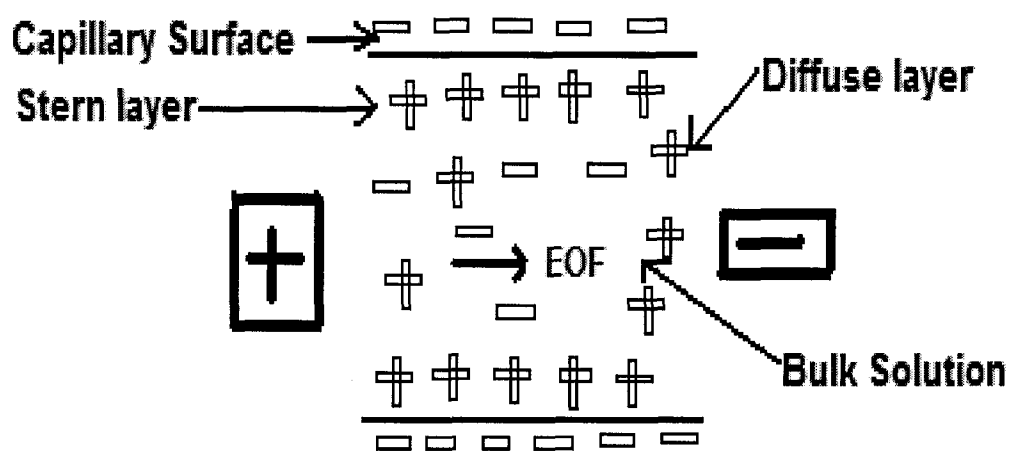 Capillary Surface
Diffuse layer
Stern layer
EOF
Bulk Solution